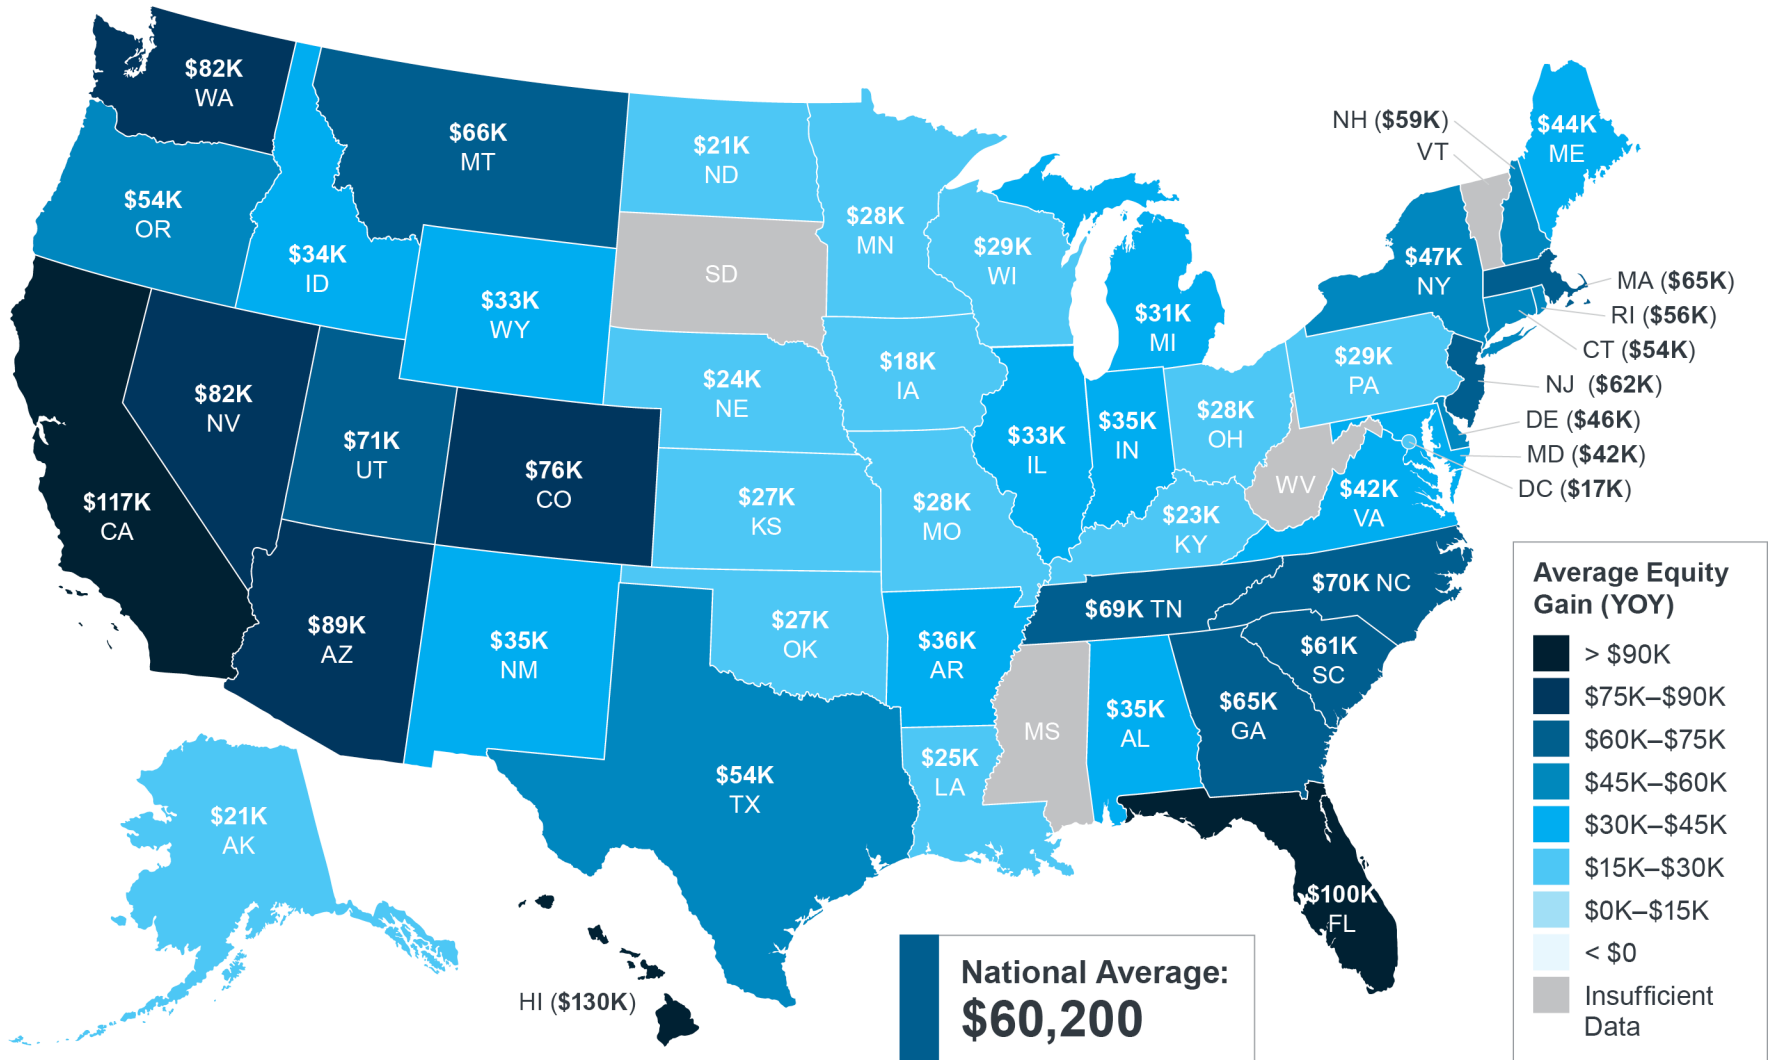 $82K
WA
$66K
MT
$21K
ND
$28K
MN
$29K
WI
NH ($59K)
VT
$44K
ME
$54K
OR
$34K
ID
$33K
WY
SD
$31K
MI
$47K
NY
MA ($65K)
RI ($56K)
CT ($54K)
NJ ($62K)
DE ($46K)
MD ($42K)
DC ($17K)
$82K
NV
$71K
UT
$76K
CO
$24K
NE
$18K
IA
$33K
IL
$35K
IN
$28K
OH
$29K
PA
$117K
CA
$27K
KS
$28K
MO
$23K
KY
WV
$42K
VA
$89K
AZ
$35K
NM
$27K
OK
$36K
AR
$69K TN
$70K NC
$61K
SC
$54K
TX
$25K
LA
MS
$35K
AL
$65K
GA
$100K
FL
$21K
AK
HI ($130K)
National Average:
$60,200
Average Equity
Gain (YOY)
> $90K
$75K–$90K
$60K–$75K
$45K–$60K
$30K–$45K
$15K–$30K
$0K–$15K
< $0
Insufficient
Data